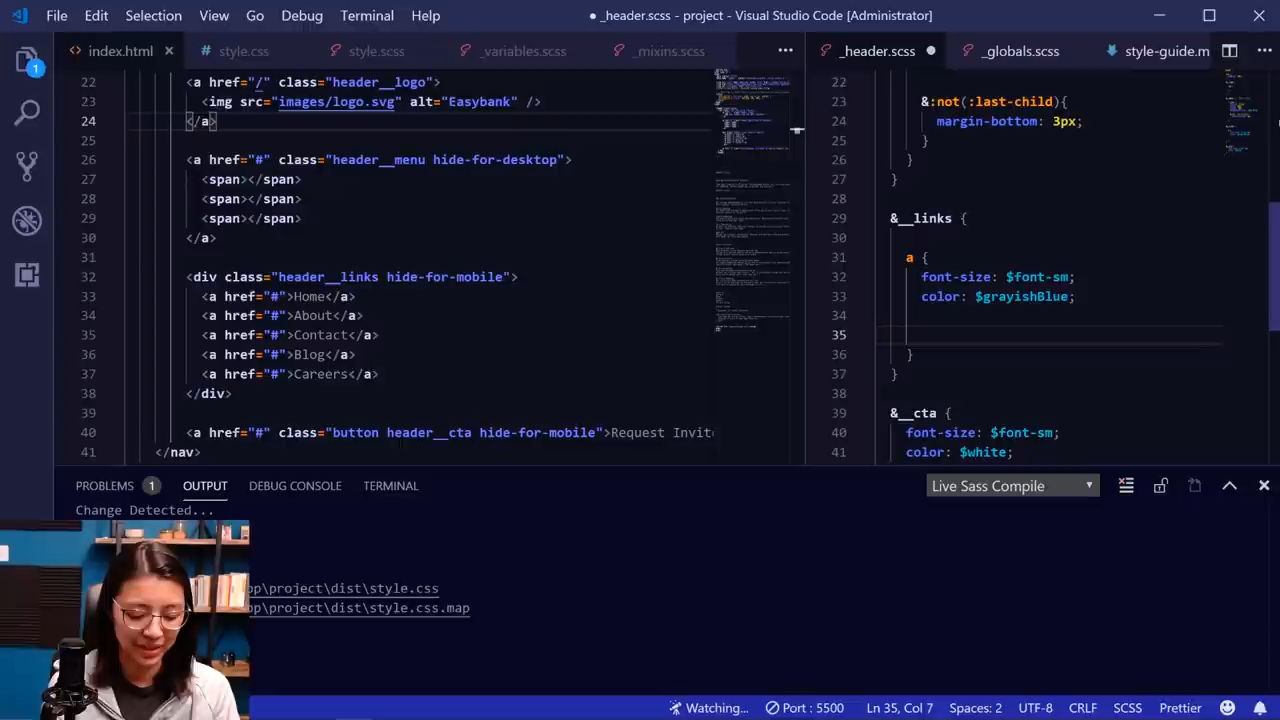 File Edit Selection View Go Debug Terminal Help
● _header.scss - project - Visual Studio Code [Administrator]
index.html
style.css
style.scss
_variables.scss
_mixins.scss
_header.scss
_globals.scss
style-guide.m
1
22 <a href="/" class="header__logo">
23 <img src="images/logo.svg" alt="Easybank" />
24 </a>
25
26 <a href="#" class="header__menu hide-for-desktop">
27 <span></span>
28 <span></span>
29 <span></span>
30 </a>
31
32 <div class="header__links hide-for-mobile">
33 <a href="#">Home</a>
34 <a href="#">About</a>
35 <a href="#">Contact</a>
36 <a href="#">Blog</a>
37 <a href="#">Careers</a>
38 </div>
39
40 <a href="#" class="button header__cta hide-for-mobile">Request Invit
41 </nav>
22
23 &:not(:last-child){
24 margin-bottom: 3px;
25 }
26 }
27 }
28
29 &__links {
30
31 a {
32 font-size: $font-sm;
33 color: $grayishBlue;
34
35
36 }
37 }
38
39 &__cta {
40 font-size: $font-sm;
41 color: $white;
PROBLEMS 1 OUTPUT DEBUG CONSOLE TERMINAL
Live Sass Compile
Change Detected...
op\project\dist\style.css
op\project\dist\style.css.map
Watching... Port : 5500 Ln 35, Col 7 Spaces: 2 UTF-8 CRLF SCSS Prettier